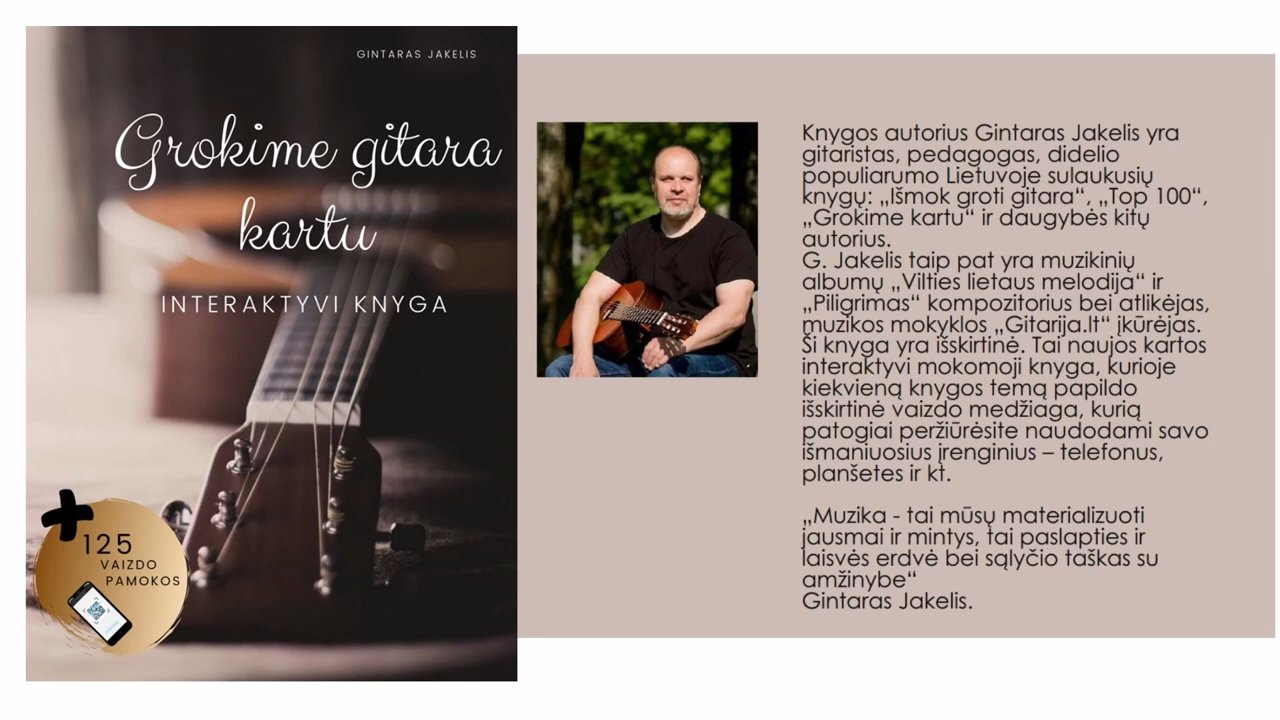 GINTARAS JAKELIS
Grokime gitara
kartu
INTERAKTYVI KNYGA
125
VAIZDO
PAMOKOS
Knygos autorius Gintaras Jakelis yra
gitaristas, pedagogas, didelio
populiarumo Lietuvoje sulaukusių
knygų: „Išmok groti gitara“, „Top 100“,
„Grokime kartu“ ir daugybės kitų
autorius.
G. Jakelis taip pat yra muzikinių
albumų „Vilties lietaus melodija“ ir
„Piligrimas“ kompozitorius bei atlikėjas,
muzikos mokyklos „Gitarija.lt“ įkūrėjas.
Ši knyga yra išskirtinė. Tai naujos kartos
interaktyvi mokomoji knyga, kurioje
kiekvieną knygos temą papildo
išskirtinė vaizdo medžiaga, kurią
patogiai peržiūrėsite naudodami savo
išmaniuosius įrenginius – telefonus,
planšetes ir kt.
„Muzika - tai mūsų materializuoti
jausmai ir mintys, tai paslapties ir
laisvės erdvė bei sąlyčio taškas su
amžinybe“
Gintaras Jakelis.